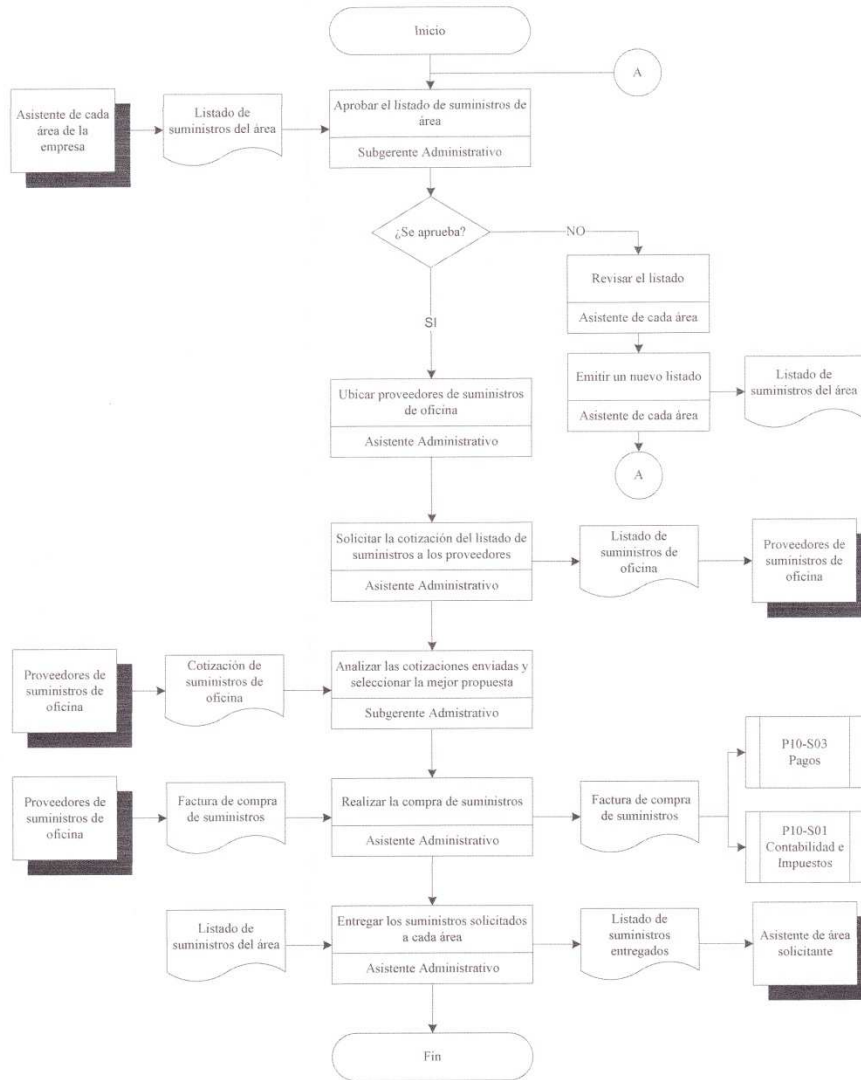 Inicio
A
Asistente de cada
área de la
empresa
Listado de
suministros del área
Aprobar el listado de suministros de
área
Subgerente Administrativo
¿Se aprueba?
NO
Revisar el listado
Asistente de cada área
SI
Emitir un nuevo listado
Asistente de cada área
Listado de
suministros del área
Ubicar proveedores de suministros
de oficina
Asistente Administrativo
A
Solicitar la cotización del listado de
suministros a los proveedores
Asistente Administrativo
Listado de
suministros de
oficina
Proveedores de
suministros de
oficina
Proveedores de
suministros de
oficina
Cotización de
suministros de
oficina
Analizar las cotizaciones enviadas y
seleccionar la mejor propuesta
Subgerente Admistrativo
P10-S03
Pagos
Proveedores de
suministros de
oficina
Factura de compra
de suministros
Realizar la compra de suministros
Asistente Administrativo
Factura de compra
de suministros
P10-S01
Contabilidad e
Impuestos
Listado de
suministros del área
Entregar los suministros solicitados
a cada área
Asistente Administrativo
Listado de
suministros
entregados
Asistente de área
solicitante
Fin